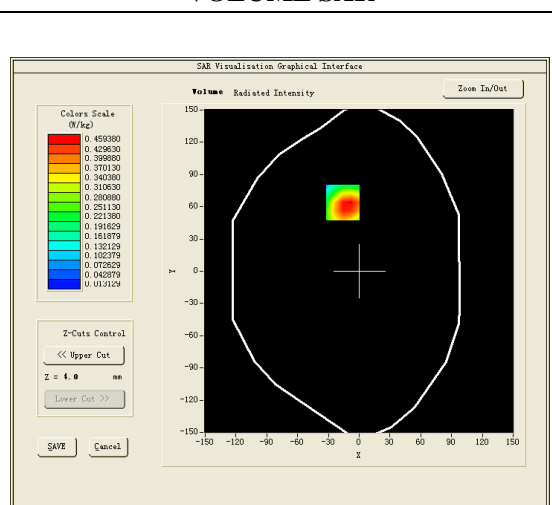 VOLUME SAR
SAR Visualisation Graphical Interface
Volume Radiated Intensity
Zoom In/Out
Colors Scale
(W/kg)
0.459380
0.429630
0.399880
0.370130
0.340380
0.310630
0.280880
0.251130
0.221380
0.191629
0.161879
0.132129
0.102379
0.072629
0.042879
0.013129
Z-Cuts Control
<< Upper Cut
Z = 4.0 mm
Lower Cut >>
SAVE Cancel
150
120
90
60
30
0
-30
-60
-90
-120
-150
Y
-150 -120 -90 -60 -30 0 30 60 90 120 150
X